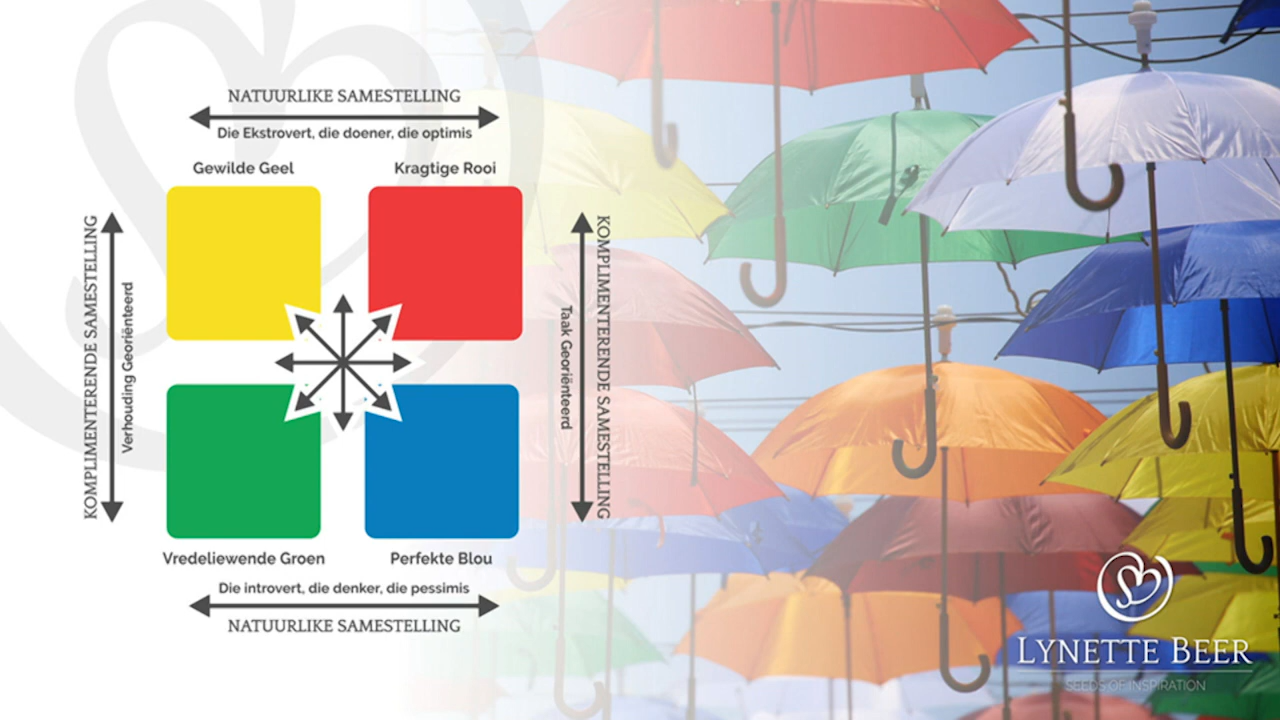 NATUURLIKE SAMESTELLING
Die Ekstrovert, die doener, die optimis
Gewilde Geel
Kragtige Rooi
KOMPLIMENTERENDE SAMESTELLING
Verhouding Georiënteerd
Taak Georiënteerd
KOMPLIMENTERENDE SAMESTELLING
Vredeliewende Groen
Perfekte Blou
Die introvert, die denker, die pessimis
NATUURLIKE SAMESTELLING
LYNETTE BEER
SEEDS OF INSPIRATION